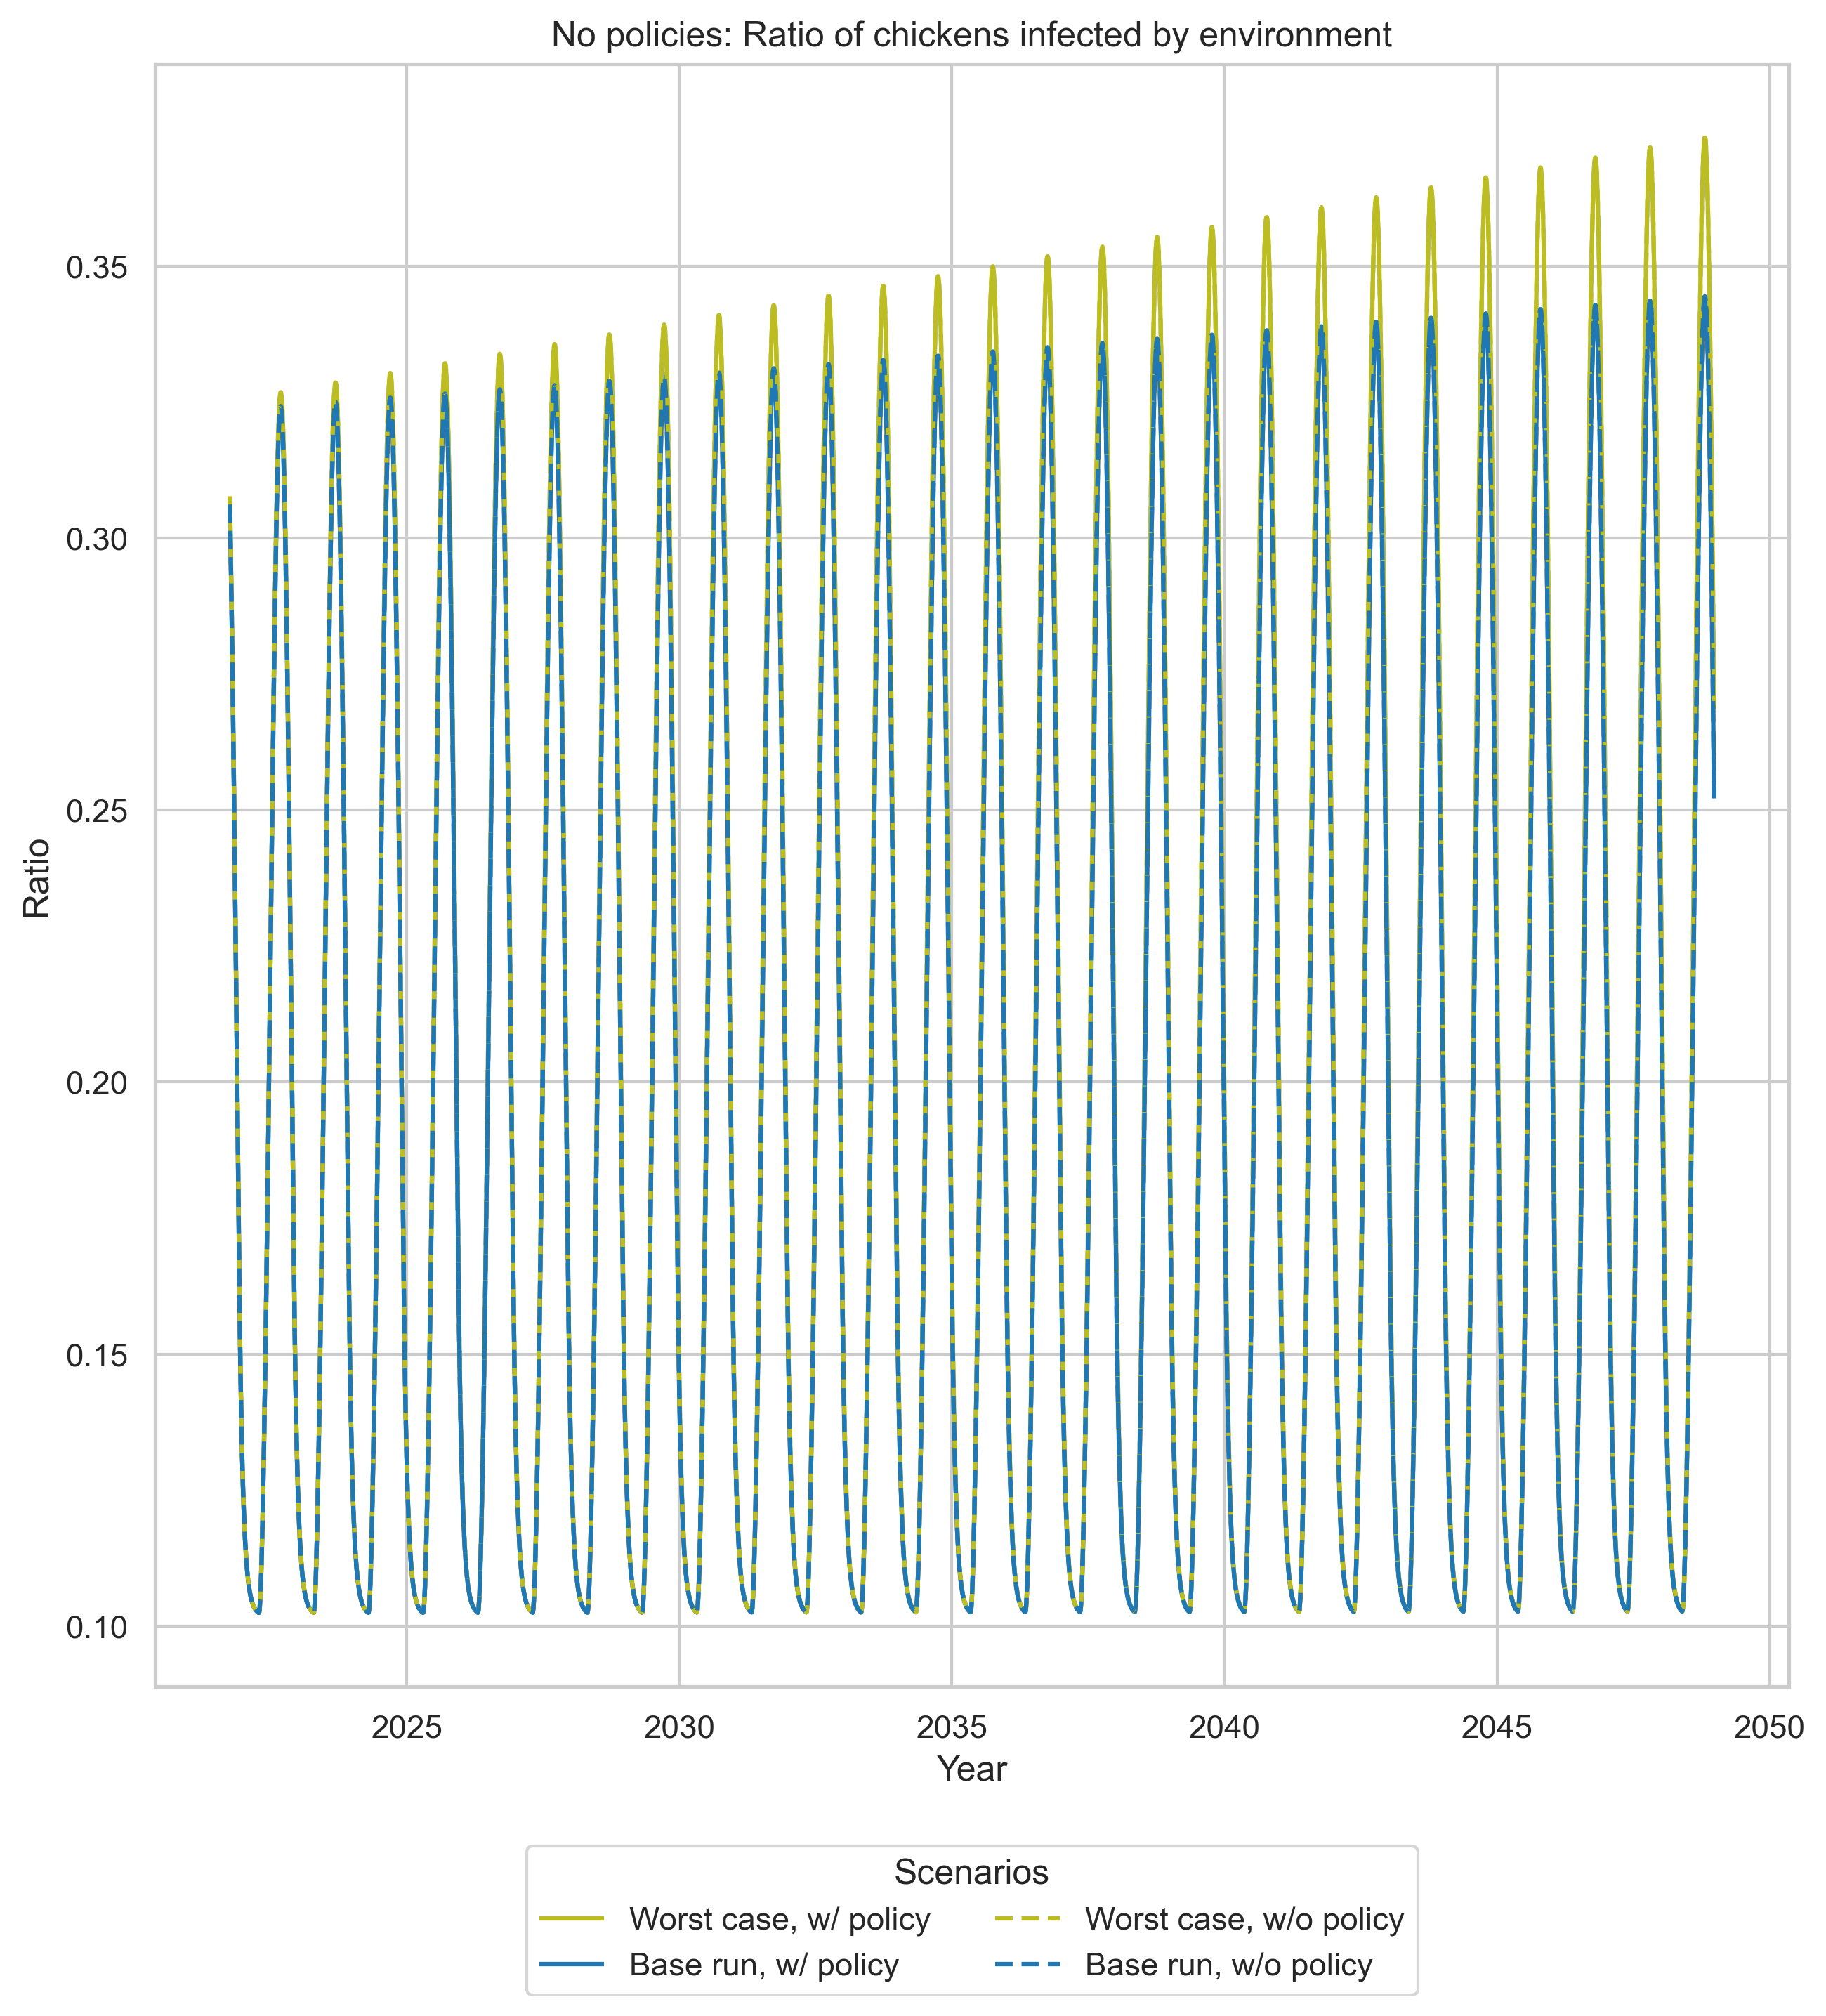 No policies: Ratio of chickens infected by environment
0.35
0.30
0.25
0.20
0.15
0.10
Ratio
2025 2030 2035 2040 2045 2050
Year
Scenarios
Worst case, w/ policy Worst case, w/o policy
Base run, w/ policy Base run, w/o policy